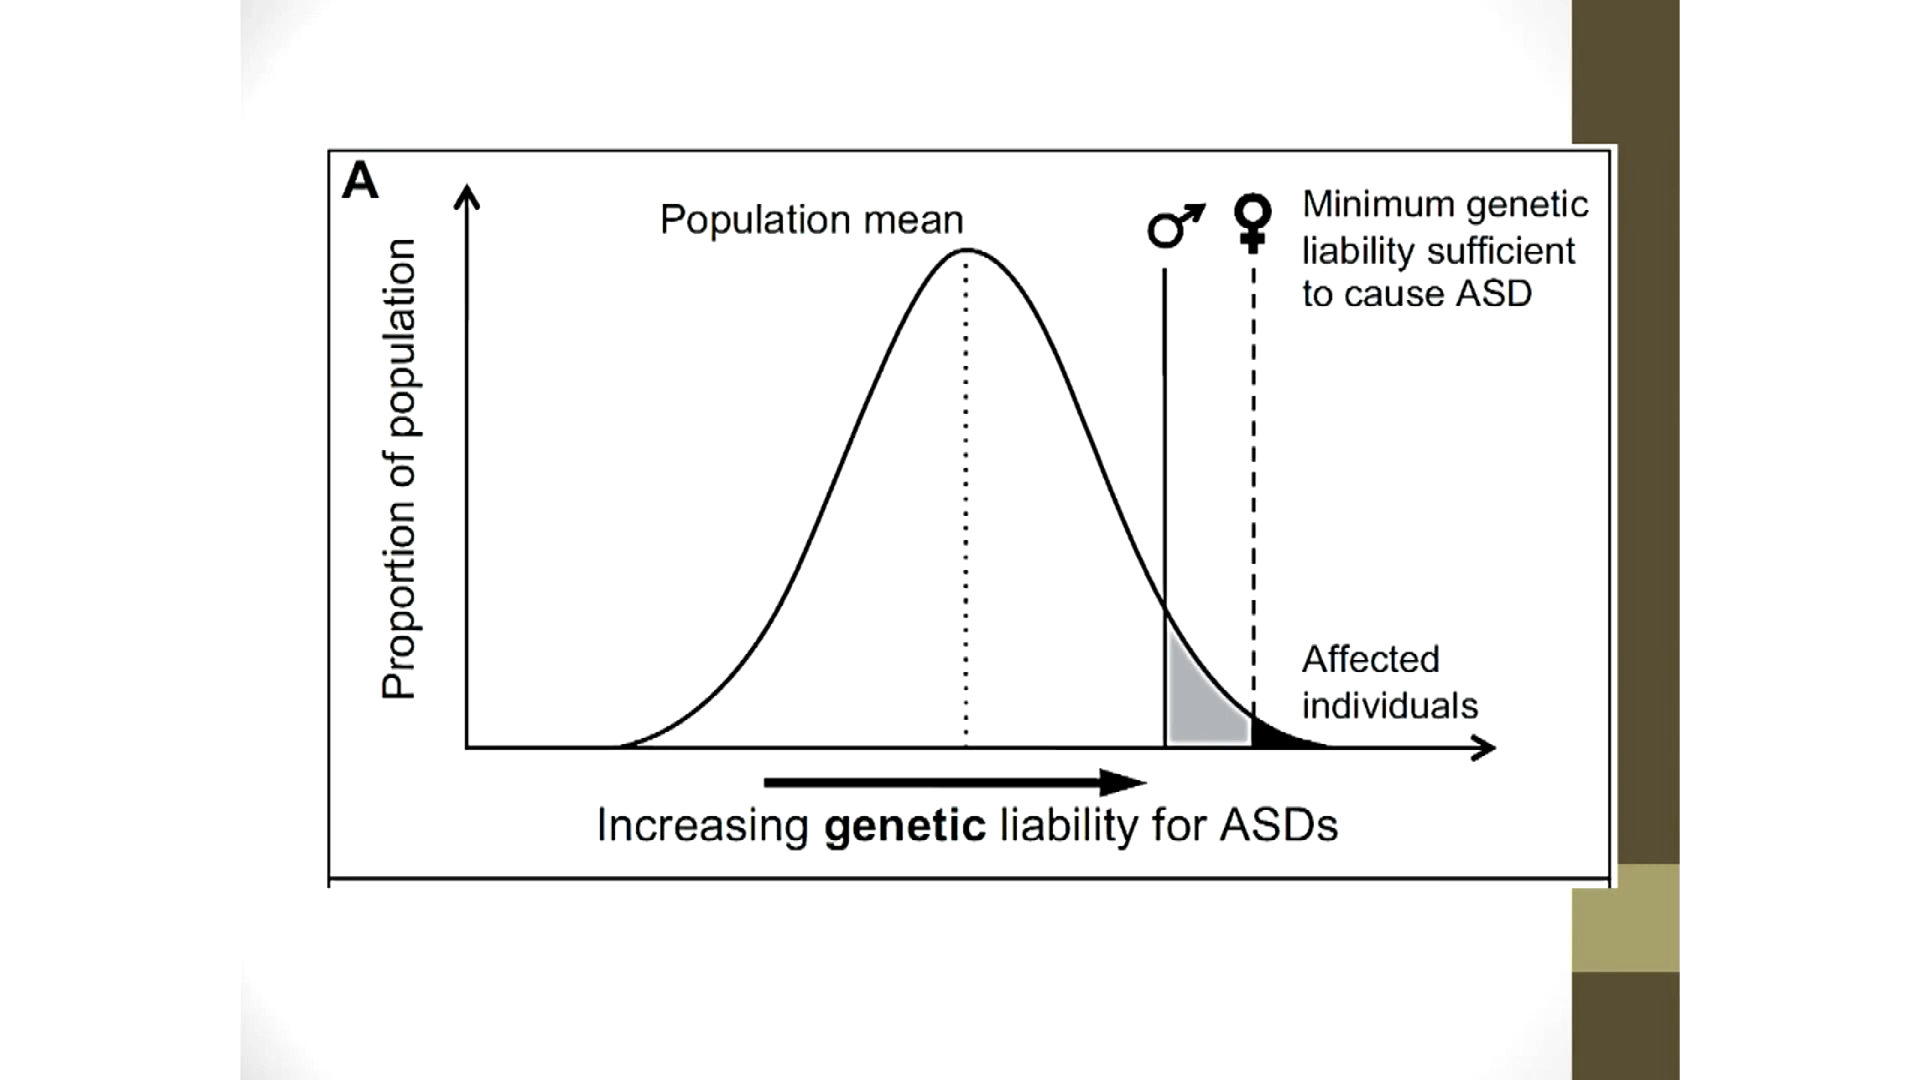 A
Population mean
♂ ♀
Minimum genetic
liability sufficient
to cause ASD
Proportion of population
Affected
individuals
Increasing genetic liability for ASDs